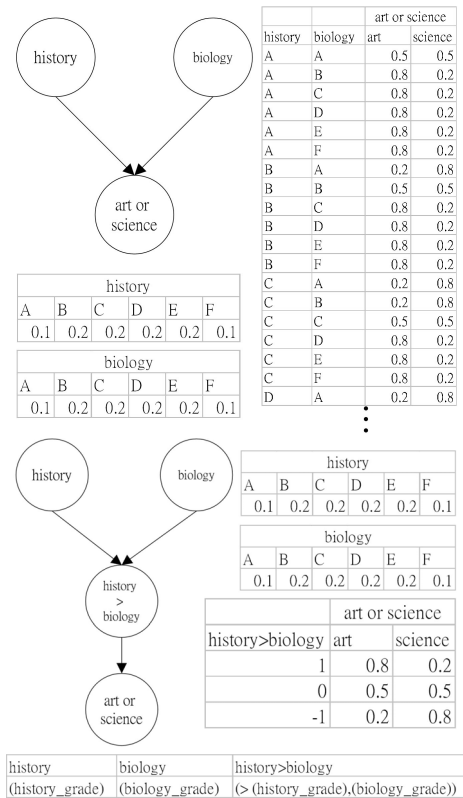 history
biology
art or
science
art or science
history biology art science
A A 0.5 0.5
A B 0.8 0.2
A C 0.8 0.2
A D 0.8 0.2
A E 0.8 0.2
A F 0.8 0.2
B A 0.2 0.8
B B 0.5 0.5
B C 0.8 0.2
B D 0.8 0.2
B E 0.8 0.2
B F 0.8 0.2
C A 0.2 0.8
C B 0.2 0.8
C C 0.5 0.5
C D 0.8 0.2
C E 0.8 0.2
C F 0.8 0.2
D A 0.2 0.8
history
A B C D E F
0.1 0.2 0.2 0.2 0.2 0.1
biology
A B C D E F
0.1 0.2 0.2 0.2 0.2 0.1
history
biology
history
>
biology
art or
science
history
A B C D E F
0.1 0.2 0.2 0.2 0.2 0.1
biology
A B C D E F
0.1 0.2 0.2 0.2 0.2 0.1
art or science
history>biology art science
1 0.8 0.2
0 0.5 0.5
-1 0.2 0.8
history biology history>biology
(history_grade) (biology_grade) (> (history_grade),(biology_grade))